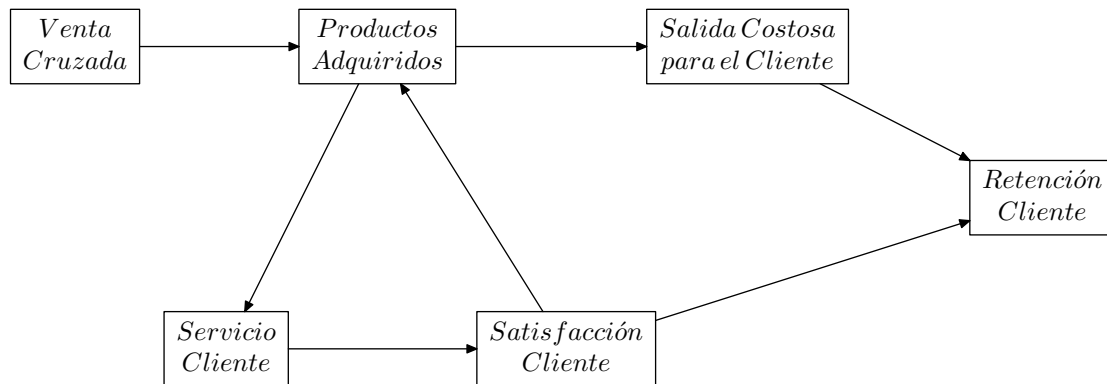 Venta
Cruzada
Productos
Adquiridos
Salida Costosa
para el Cliente
Retención
Cliente
Servicio
Cliente
Satisfacción
Cliente